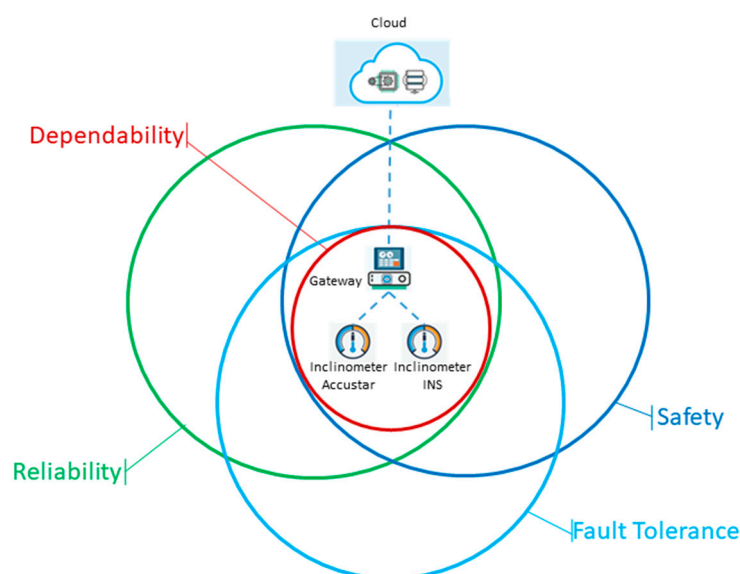 Cloud
Dependability
Gateway
Inclinometer
Accustar
Inclinometer
INS
Safety
Reliability
Fault Tolerance